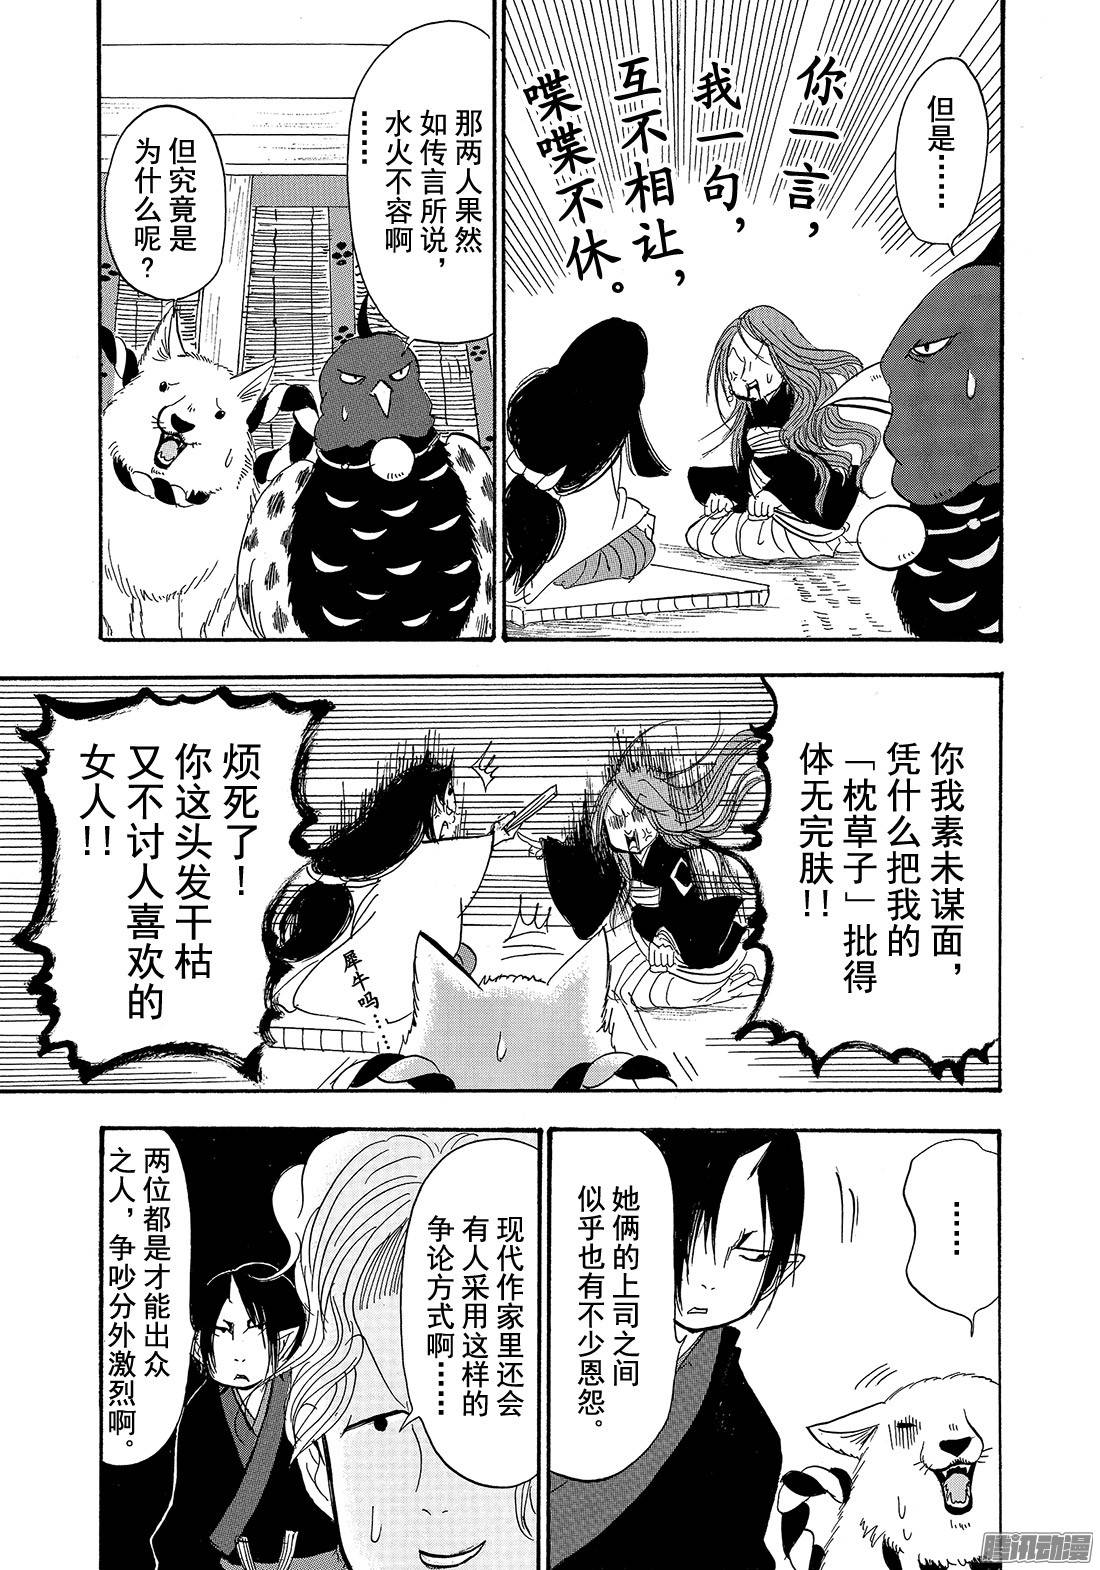 但是……
你一言，
我一句，
互不相让，
喋喋不休。
那两人果然
如传言所说，
水火不容啊
……
但究竟是
为什么呢？
你我素未谋面，
凭什么把我的
「枕草子」批得
体无完肤！！
犀牛吗……
烦死了！
你这头发干枯
又不讨人喜欢的
女人！！
……
她俩的上司之间
似乎也有不少恩怨。
现代作家里还会
有人采用这样的
争论方式啊……
两位都是才能出众
之人，争吵分外激烈啊。
腾讯动漫